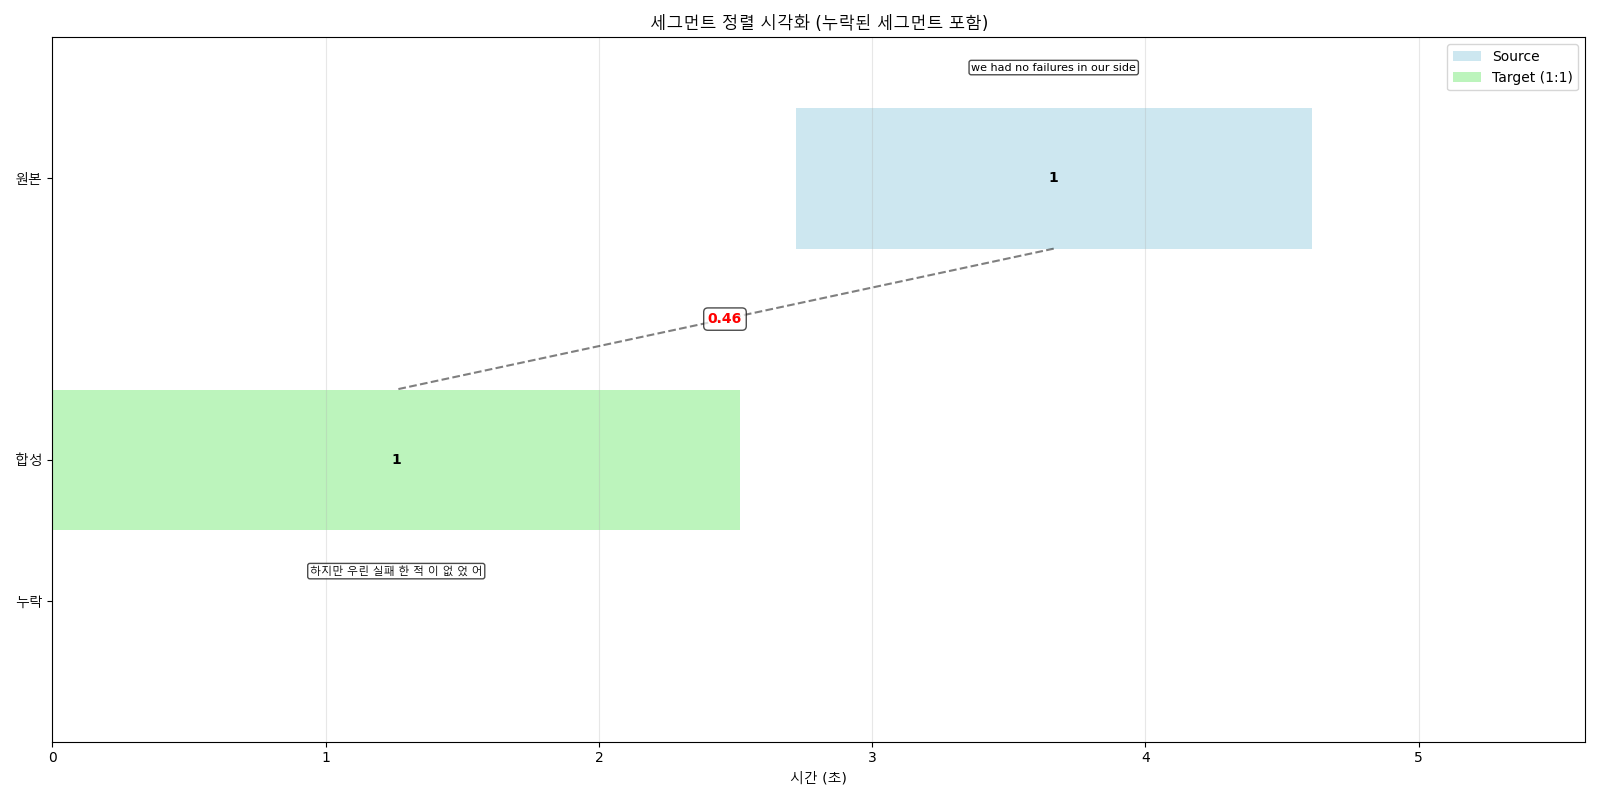 세그먼트 정렬 시각화 (누락된 세그먼트 포함)
we had no failures in our side
Source
Target (1:1)
원본
1
0.46
합성
1
하지만 우린 실패 한 적 이 없 었 어
누락
0 1 2 3 4 5
시간 (초)